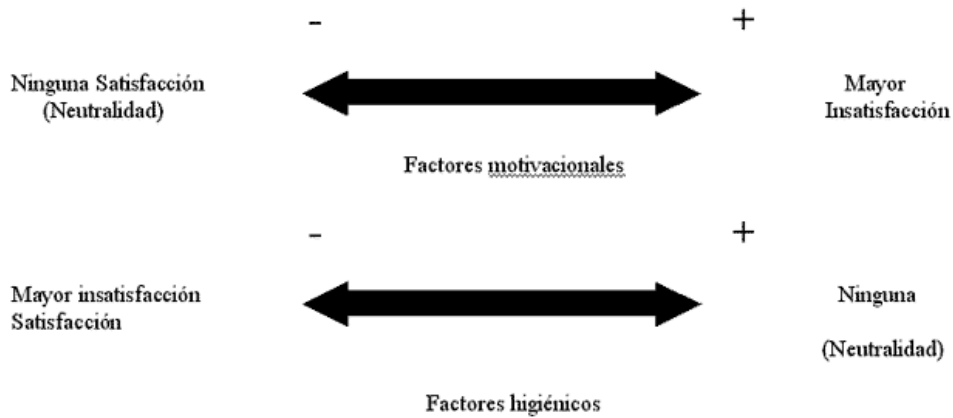 - +
Ninguna Satisfacción
(Neutralidad)
Mayor
Insatisfacción
Factores motivacionales
- +
Mayor insatisfacción
Satisfacción
Ninguna
(Neutralidad)
Factores higiénicos